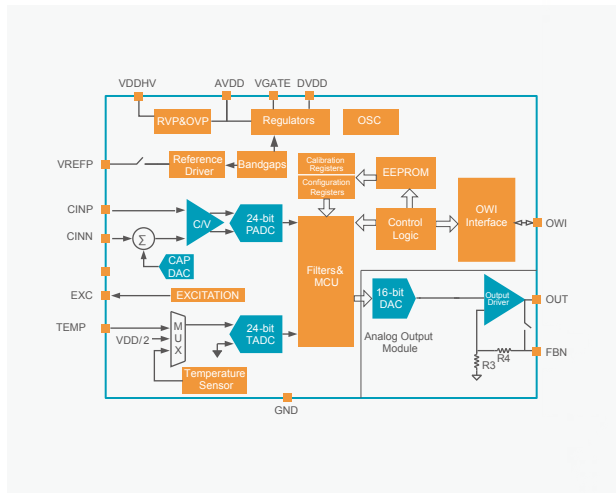 VDDHV
AVDD
VGATE
DVDD
RVP&OVP
Regulators
OSC
VREFP
Reference
Driver
Bandgaps
Calibration
Registers
Configuration
Registers
EEPROM
CINP
CINN
Σ
C/V
24-bit
PADC
CAP
DAC
Control
Logic
OWI
Interface
OWI
Filters&
MCU
EXC
EXCITATION
16-bit
DAC
Output
Driver
OUT
TEMP
VDD/2
M
U
X
24-bit
TADC
Analog Output
Module
R4
R3
FBN
Temperature
Sensor
GND